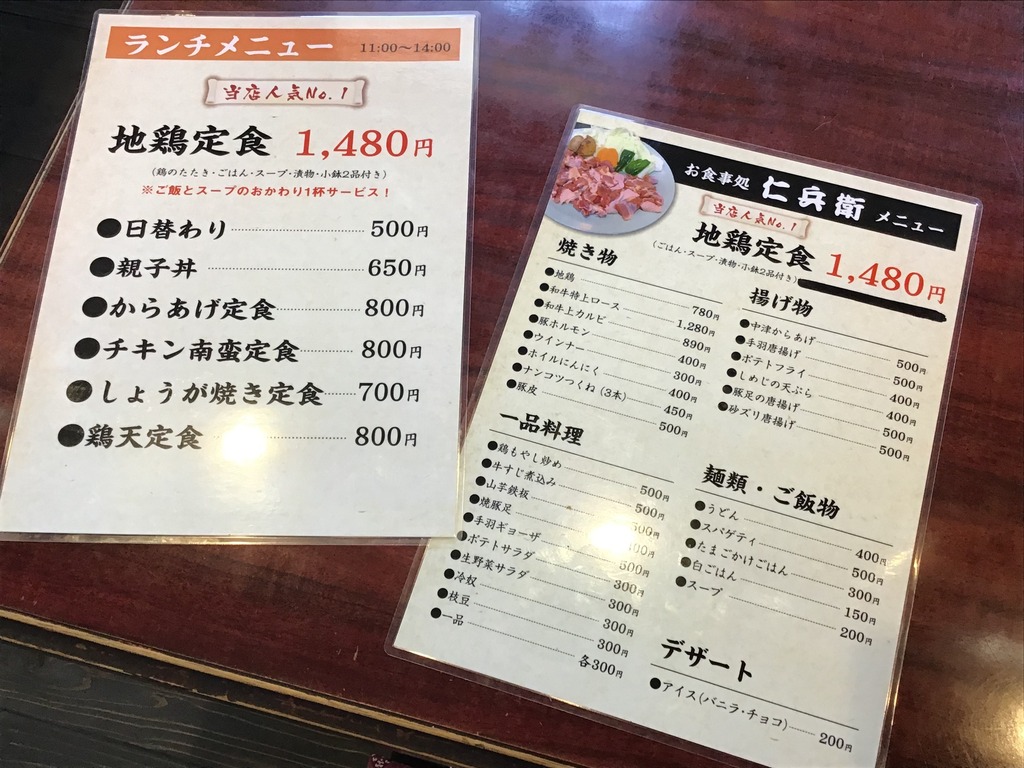 ランチメニュー 11:00〜14:00
当店人気No.1
地鶏定食 1,480円
(鶏のたたき・ごはん・スープ・漬物・小鉢2品付き)
※ご飯とスープのおかわり1杯サービス!
●日替わり 500円
●親子丼 650円
●からあげ定食 800円
●チキン南蛮定食 800円
●しょうが焼き定食 700円
●鶏天定食 800円
お食事処 仁兵衛 メニュー
当店人気No.1
地鶏定食 1,480円
(ごはん・スープ・漬物・小鉢2品付き)
焼き物
●地鶏 780円
●和牛特上ロース 1,280円
●和牛上カルビ 890円
●豚ホルモン 400円
●ウインナー 300円
●ホイルにんにく 400円
●ナンコツつくね(3本) 450円
●豚皮 500円
一品料理
●鶏もやし炒め 500円
●牛すじ煮込み 500円
●山芋鉄板 500円
●焼豚足
●手羽ギョーザ 500円
●ポテトサラダ 300円
●生野菜サラダ 300円
●冷奴 300円
●枝豆 300円
●一品 各300円
揚げ物
●中津からあげ 500円
●手羽唐揚げ 500円
●ポテトフライ 400円
●しめじの天ぷら 400円
●豚足の唐揚げ 500円
●砂ズリ唐揚げ 500円
麺類・ご飯物
●うどん 400円
●スパゲティ 500円
●たまごかけごはん 300円
●白ごはん 150円
●スープ 200円
デザート
●アイス(バニラ・チョコ) 200円